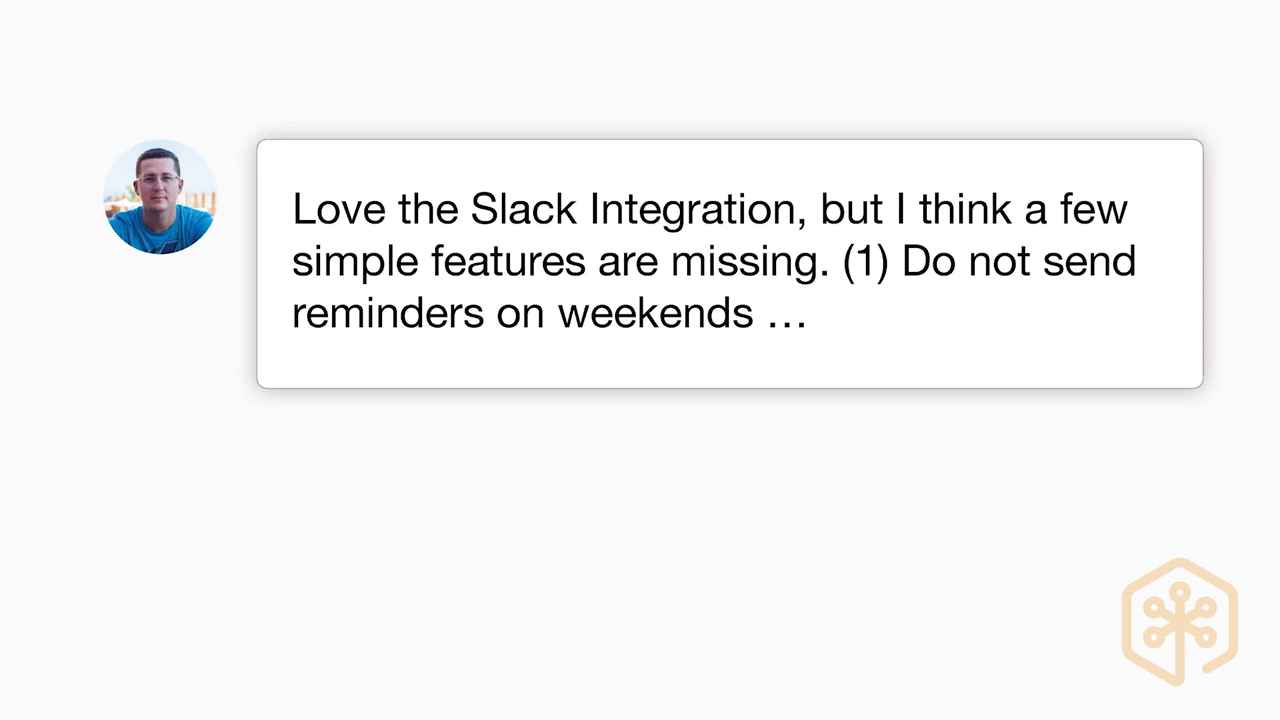 Love the Slack Integration, but I think a few
simple features are missing. (1) Do not send
reminders on weekends …